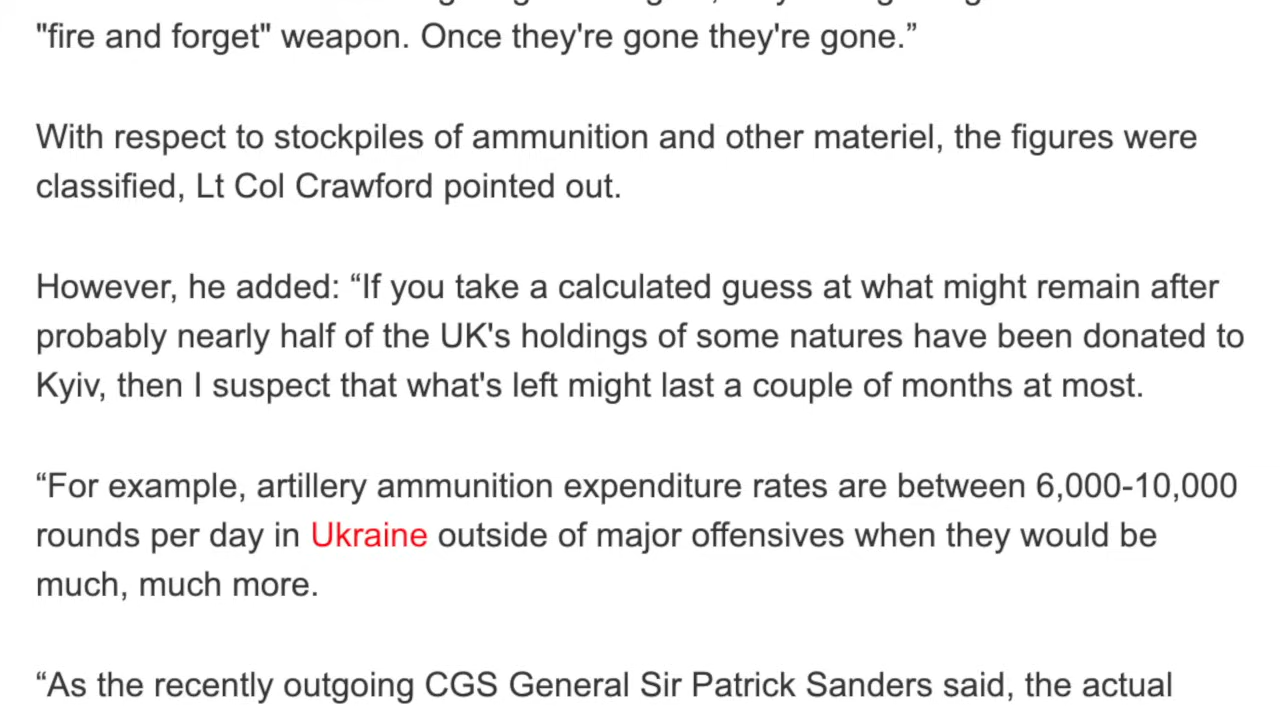 "fire and forget" weapon. Once they're gone they're gone.”
With respect to stockpiles of ammunition and other materiel, the figures were
classified, Lt Col Crawford pointed out.
However, he added: “If you take a calculated guess at what might remain after
probably nearly half of the UK's holdings of some natures have been donated to
Kyiv, then I suspect that what's left might last a couple of months at most.
“For example, artillery ammunition expenditure rates are between 6,000-10,000
rounds per day in Ukraine outside of major offensives when they would be
much, much more.
“As the recently outgoing CGS General Sir Patrick Sanders said, the actual